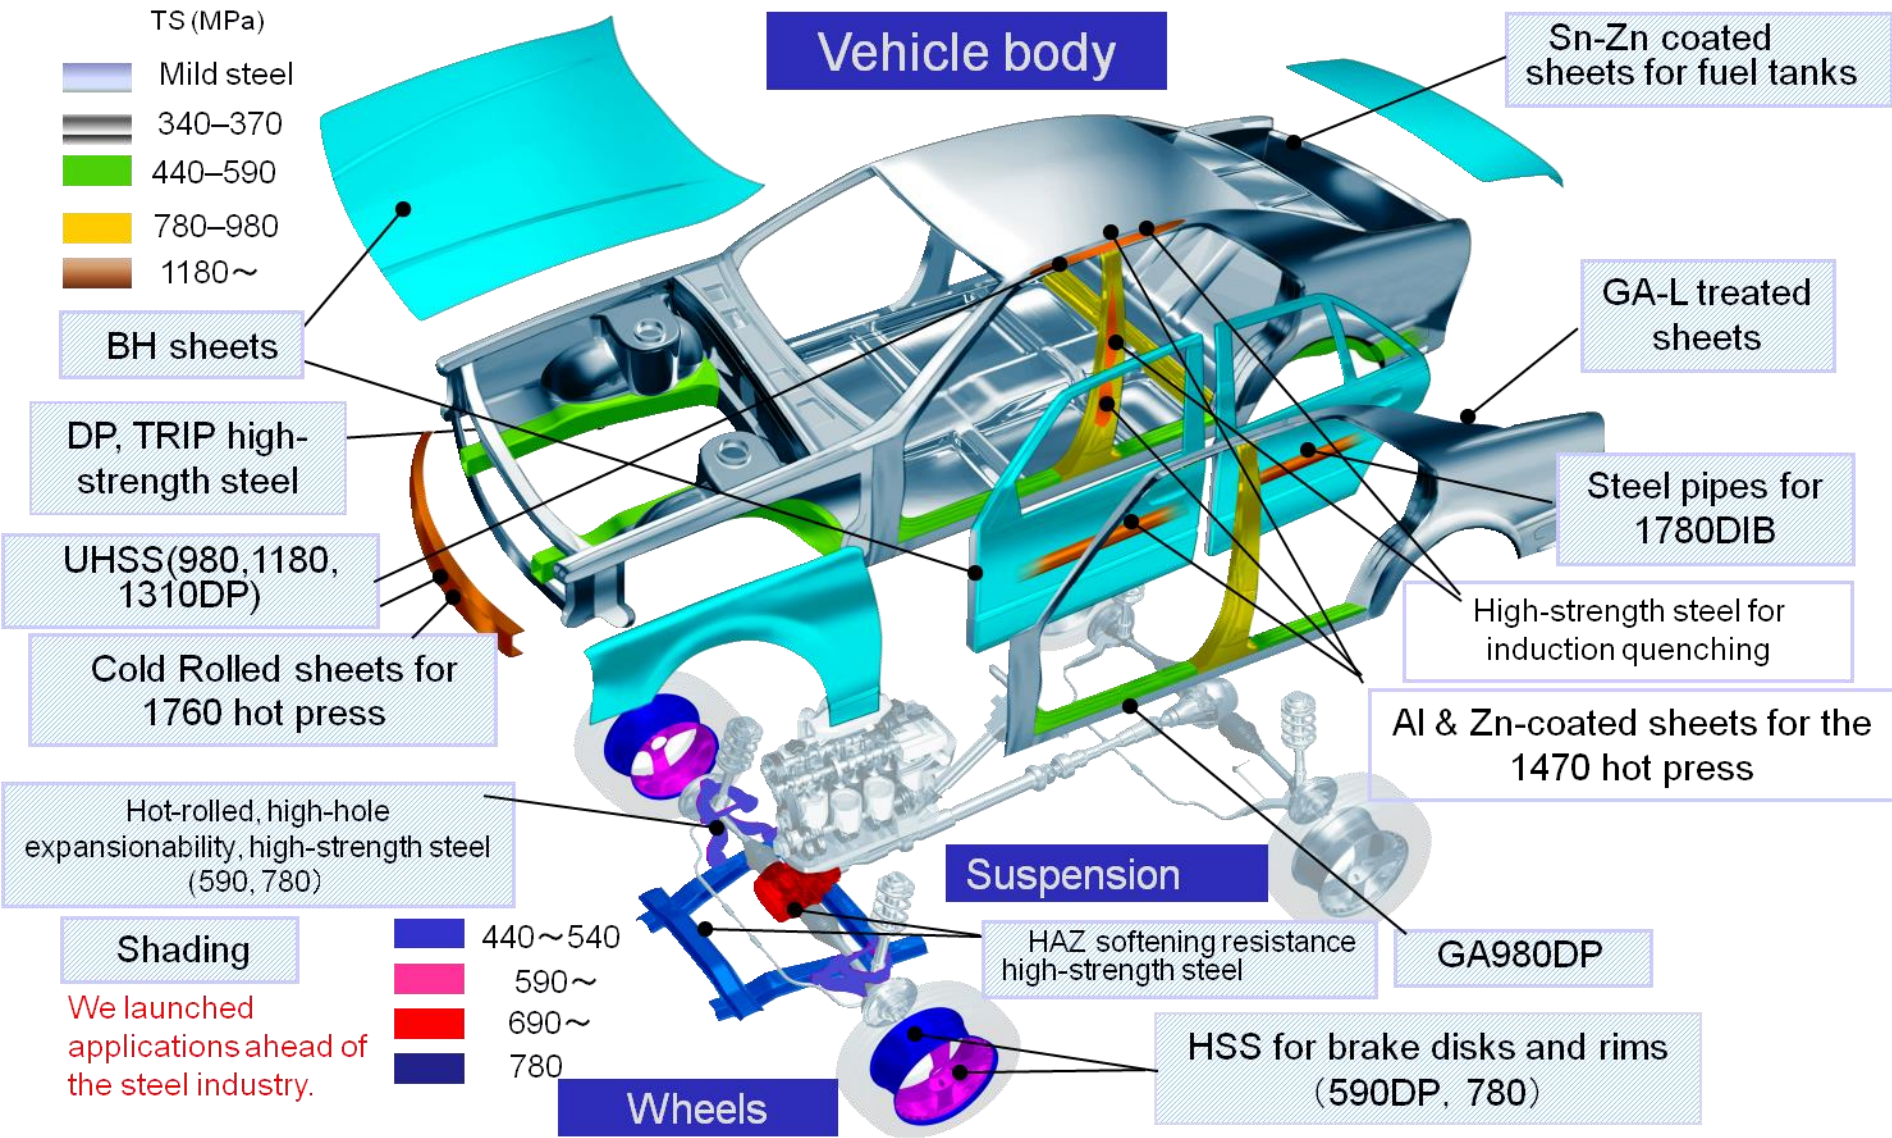 TS (MPa)
Mild steel
340–370
440–590
780–980
1180～
Vehicle body
Sn-Zn coated
sheets for fuel tanks
BH sheets
GA-L treated
sheets
DP, TRIP high-
strength steel
Steel pipes for
1780DIB
UHSS(980,1180,
1310DP)
High-strength steel for
induction quenching
Cold Rolled sheets for
1760 hot press
Al & Zn-coated sheets for the
1470 hot press
Hot-rolled, high-hole
expansionability, high-strength steel
(590, 780)
Suspension
Shading
We launched
applications ahead of
the steel industry.
440～540
590～
690～
780
HAZ softening resistance
high-strength steel
GA980DP
HSS for brake disks and rims
(590DP, 780)
Wheels